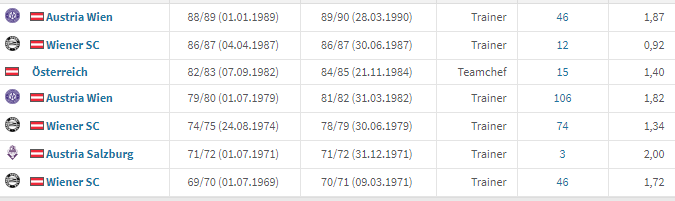 Austria Wien 88/89 (01.01.1989) 89/90 (28.03.1990) Trainer 46 1,87
Wiener SC 86/87 (04.04.1987) 86/87 (30.06.1987) Trainer 12 0,92
Österreich 82/83 (07.09.1982) 84/85 (21.11.1984) Teamchef 15 1,40
Austria Wien 79/80 (01.07.1979) 81/82 (31.03.1982) Trainer 106 1,82
Wiener SC 74/75 (24.08.1974) 78/79 (30.06.1979) Trainer 74 1,34
Austria Salzburg 71/72 (01.07.1971) 71/72 (31.12.1971) Trainer 3 2,00
Wiener SC 69/70 (01.07.1969) 70/71 (09.03.1971) Trainer 46 1,72